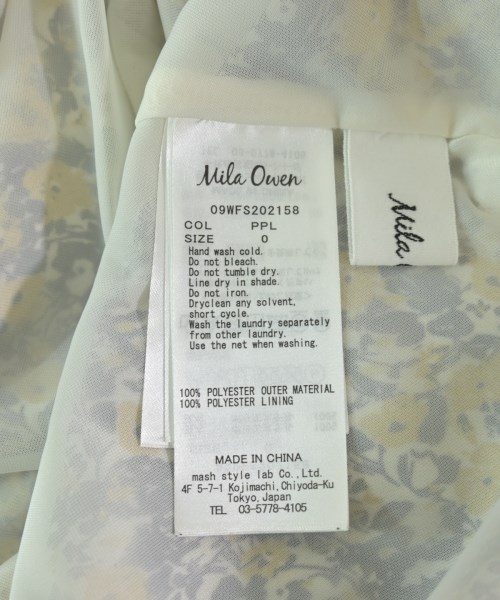 Mila Owen
09WFS202158
COL PPL
SIZE 0
Hand wash cold.
Do not bleach.
Do not tumble dry.
Line dry in shade.
Do not iron.
Dryclean any solvent,
short cycle.
Wash the laundry separately
from other laundry.
Use the net when washing.
100% POLYESTER OUTER MATERIAL
100% POLYESTER LINING
MADE IN CHINA
mash style lab Co.,Ltd.
4F 5-7-1 Kojimachi,Chiyoda-Ku
Tokyo,Japan
TEL 03-5778-4105
Mila